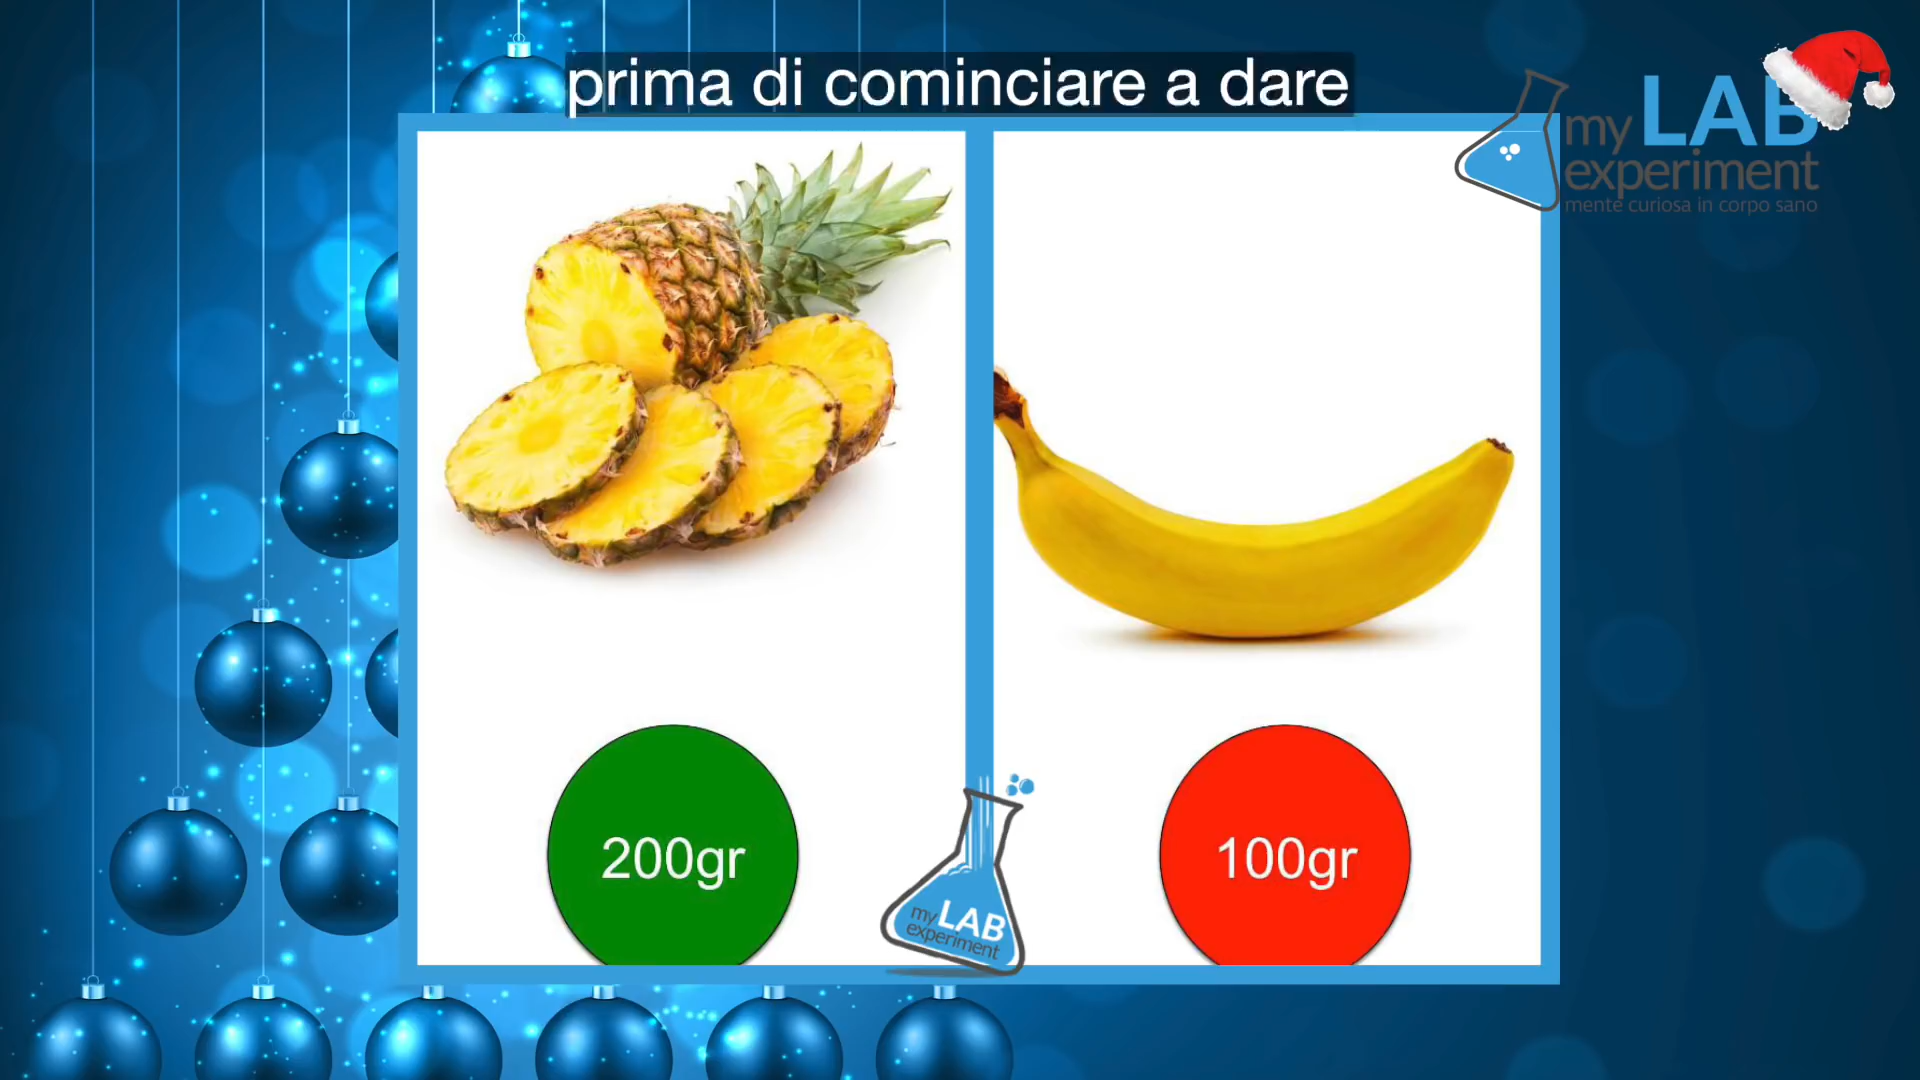 prima di cominciare a dare
my LAB
experiment
mente curiosa in corpo sano
200gr
100gr
my LAB
experiment